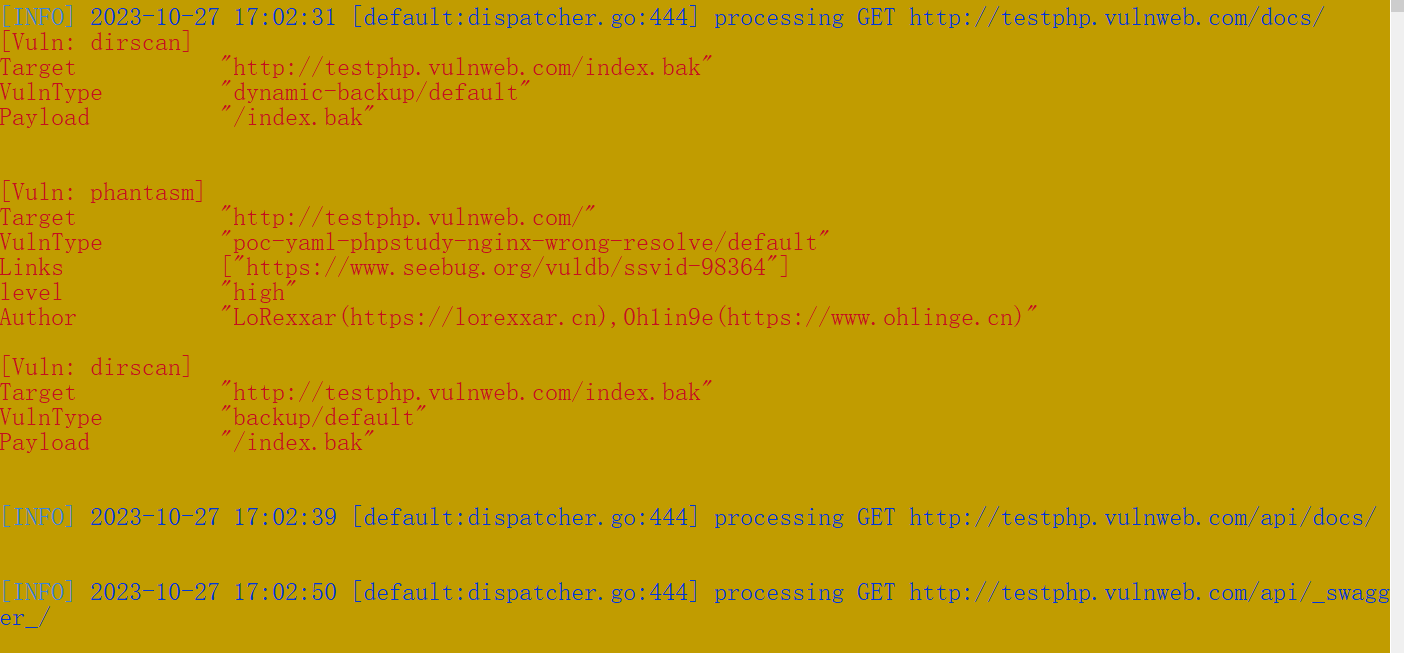 [INFO] 2023-10-27 17:02:31 [default:dispatcher.go:444] processing GET http://testphp.vulnweb.com/docs/
[Vuln: dirscan]
Target "http://testphp.vulnweb.com/index.bak"
VulnType "dynamic-backup/default"
Payload "/index.bak"
[Vuln: phantasm]
Target "http://testphp.vulnweb.com/"
VulnType "poc-yaml-phpstudy-nginx-wrong-resolve/default"
Links ["https://www.seebug.org/vuldb/ssvid-98364"]
level "high"
Author "LoRexxar(https://lorexxar.cn),0h1in9e(https://www.ohlinge.cn)"
[Vuln: dirscan]
Target "http://testphp.vulnweb.com/index.bak"
VulnType "backup/default"
Payload "/index.bak"
[INFO] 2023-10-27 17:02:39 [default:dispatcher.go:444] processing GET http://testphp.vulnweb.com/api/docs/
[INFO] 2023-10-27 17:02:50 [default:dispatcher.go:444] processing GET http://testphp.vulnweb.com/api/_swagg
er_/